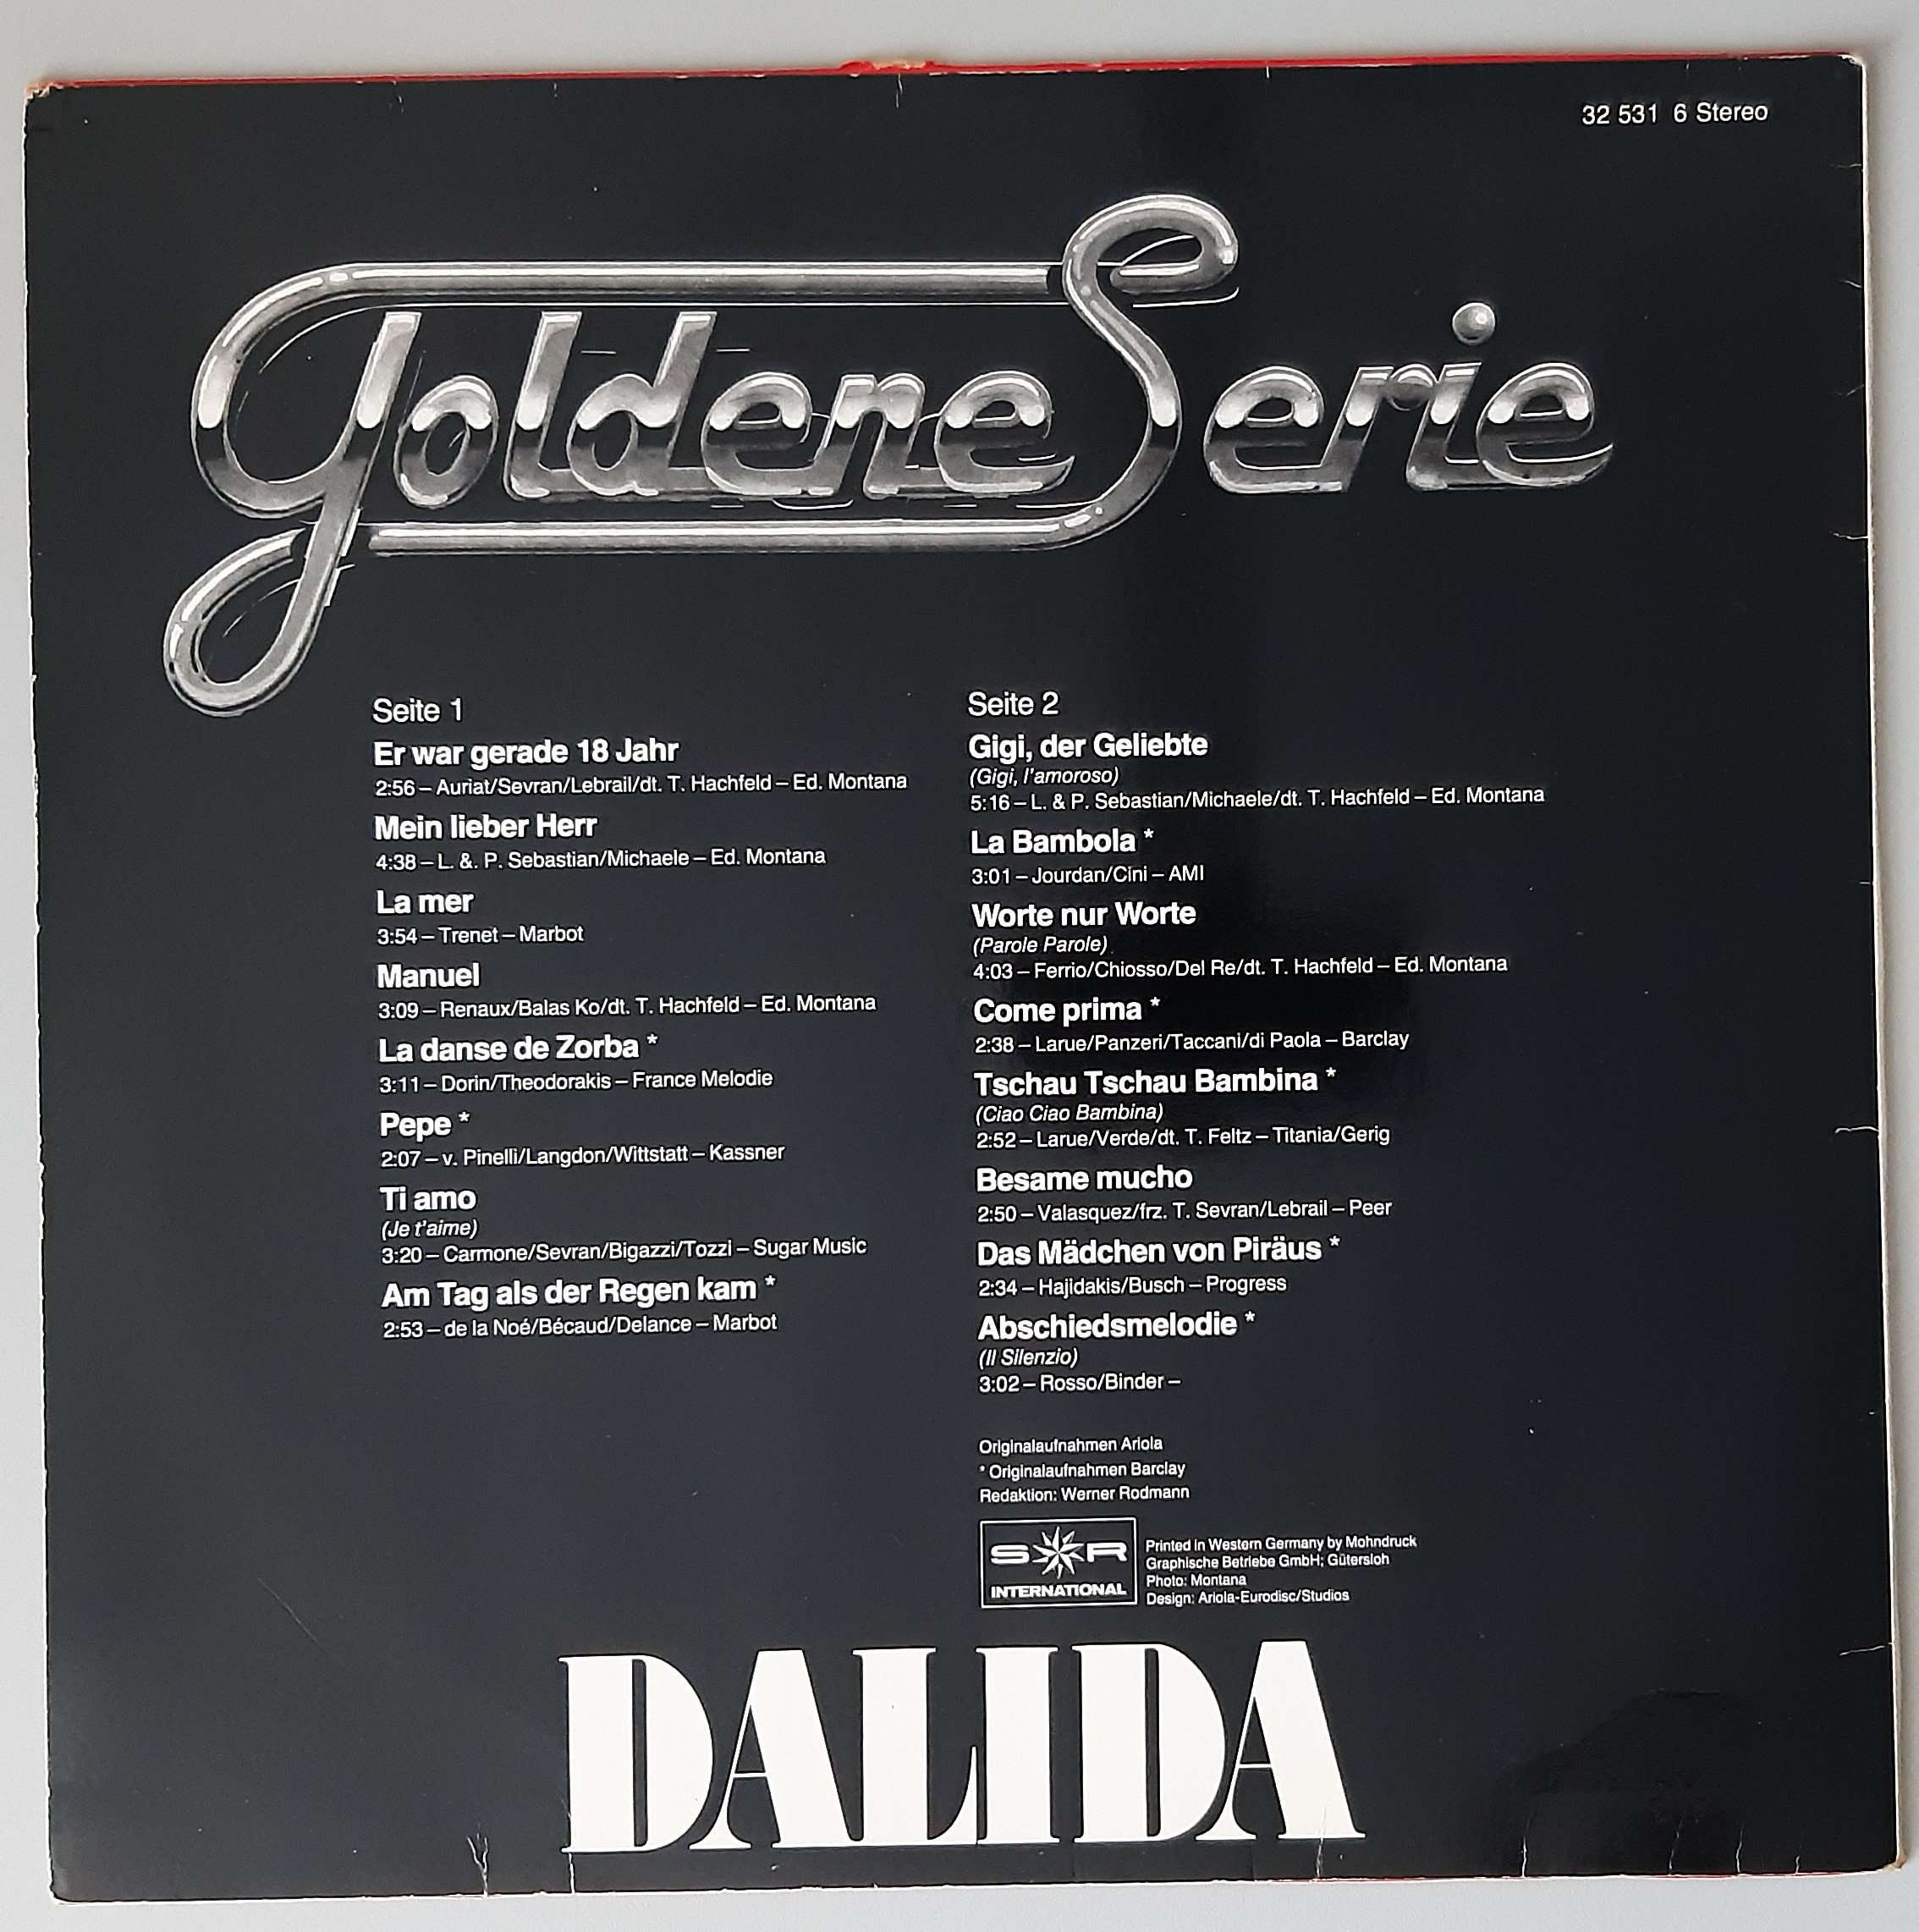 32 531 6 Stereo
Goldene Serie
Seite 1
Er war gerade 18 Jahr
2:56 – Auriat/Sevran/Lebrail/dt. T. Hachfeld – Ed. Montana
Mein lieber Herr
4:38 – L. &. P. Sebastian/Michaele – Ed. Montana
La mer
3:54 – Trenet – Marbot
Manuel
3:09 – Renaux/Balas Ko/dt. T. Hachfeld – Ed. Montana
La danse de Zorba *
3:11 – Dorin/Theodorakis – France Melodie
Pepe *
2:07 – v. Pinelli/Langdon/Wittstatt – Kassner
Ti amo
(Je t'aime)
3:20 – Carmone/Sevran/Bigazzi/Tozzi – Sugar Music
Am Tag als der Regen kam *
2:53 – de la Noé/Bécaud/Delance – Marbot
Seite 2
Gigi, der Geliebte
(Gigi, l'amoroso)
5:16 – L. & P. Sebastian/Michaele/dt. T. Hachfeld – Ed. Montana
La Bambola *
3:01 – Jourdan/Cini – AMI
Worte nur Worte
(Parole Parole)
4:03 – Ferrio/Chiosso/Del Re/dt. T. Hachfeld – Ed. Montana
Come prima *
2:38 – Larue/Panzeri/Taccani/di Paola – Barclay
Tschau Tschau Bambina *
(Ciao Ciao Bambina)
2:52 – Larue/Verde/dt. T. Feltz – Titania/Gerig
Besame mucho
2:50 – Valasquez/frz. T. Sevran/Lebrail – Peer
Das Mädchen von Piräus *
2:34 – Hajidakis/Busch – Progress
Abschiedsmelodie *
(Il Silenzio)
3:02 – Rosso/Binder –
Originalaufnahmen Ariola
* Originalaufnahmen Barclay
Redaktion: Werner Rodmann
S R
INTERNATIONAL
Printed in Western Germany by Mohndruck
Graphische Betriebe GmbH; Gütersloh
Photo: Montana
Design: Ariola-Eurodisc/Studios
DALIDA